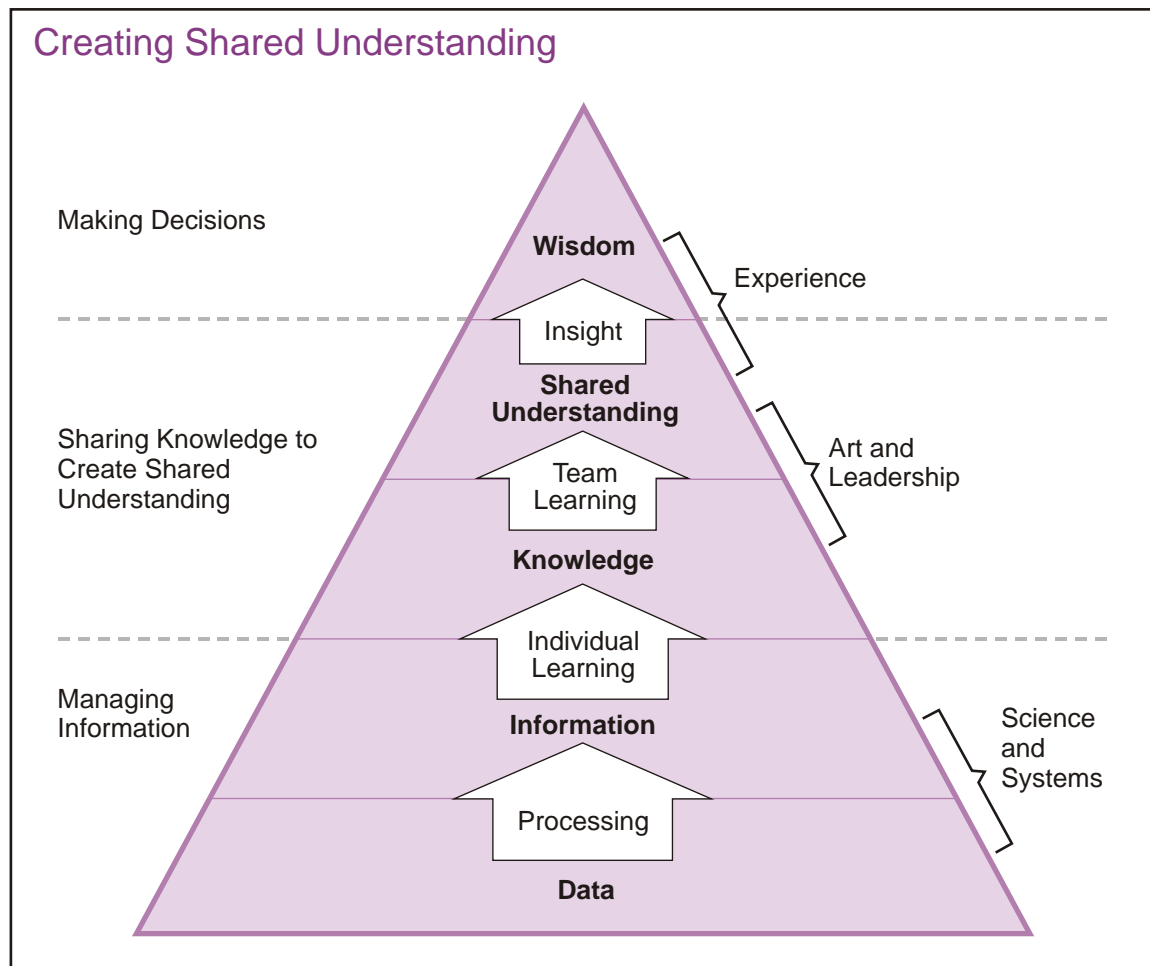 Creating Shared Understanding
Making Decisions
Wisdom
Experience
Insight
Shared
Understanding
Sharing Knowledge to
Create Shared
Understanding
Art and
Leadership
Team
Learning
Knowledge
Individual
Learning
Managing
Information
Information
Science
and
Systems
Processing
Data